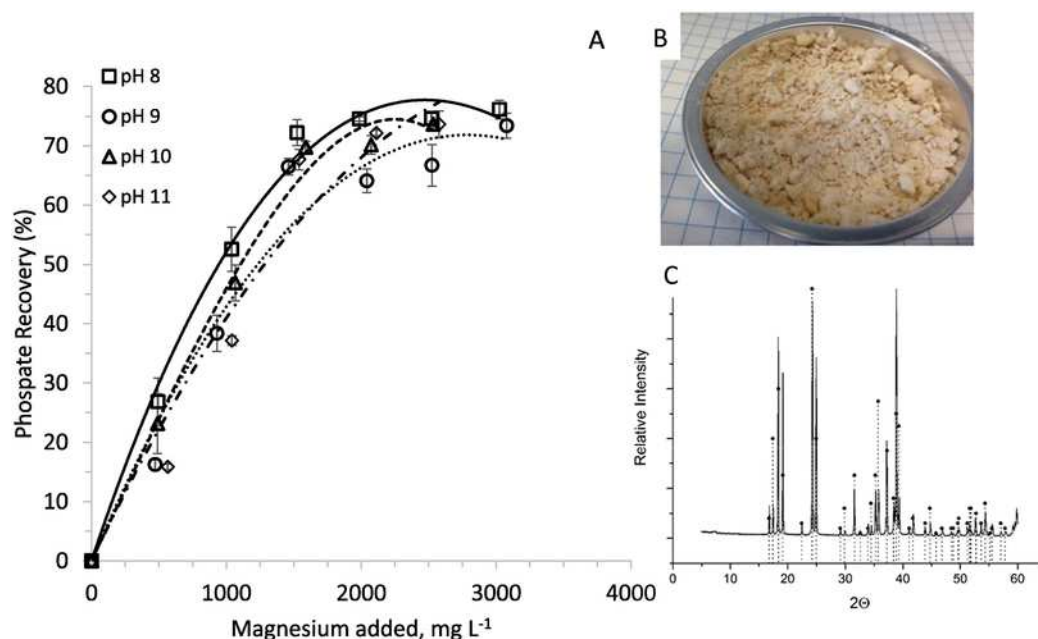 A
B
80
pH 8
70
pH 9
60
pH 10
50
pH 11
40
30
20
10
0
0 1000 2000 3000 4000
Phospate Recovery (%)
Magnesium added, mg L-1
C
Relative Intensity
0 10 20 30 40 50 60
2Θ